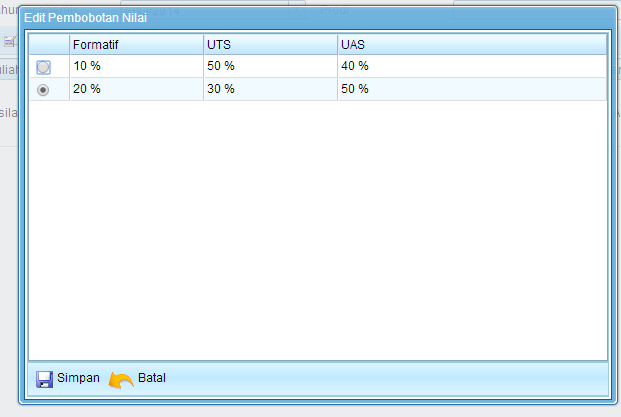 Edit Pembobotan Nilai
Formatif UTS UAS
10 % 50 % 40 %
20 % 30 % 50 %
Simpan Batal